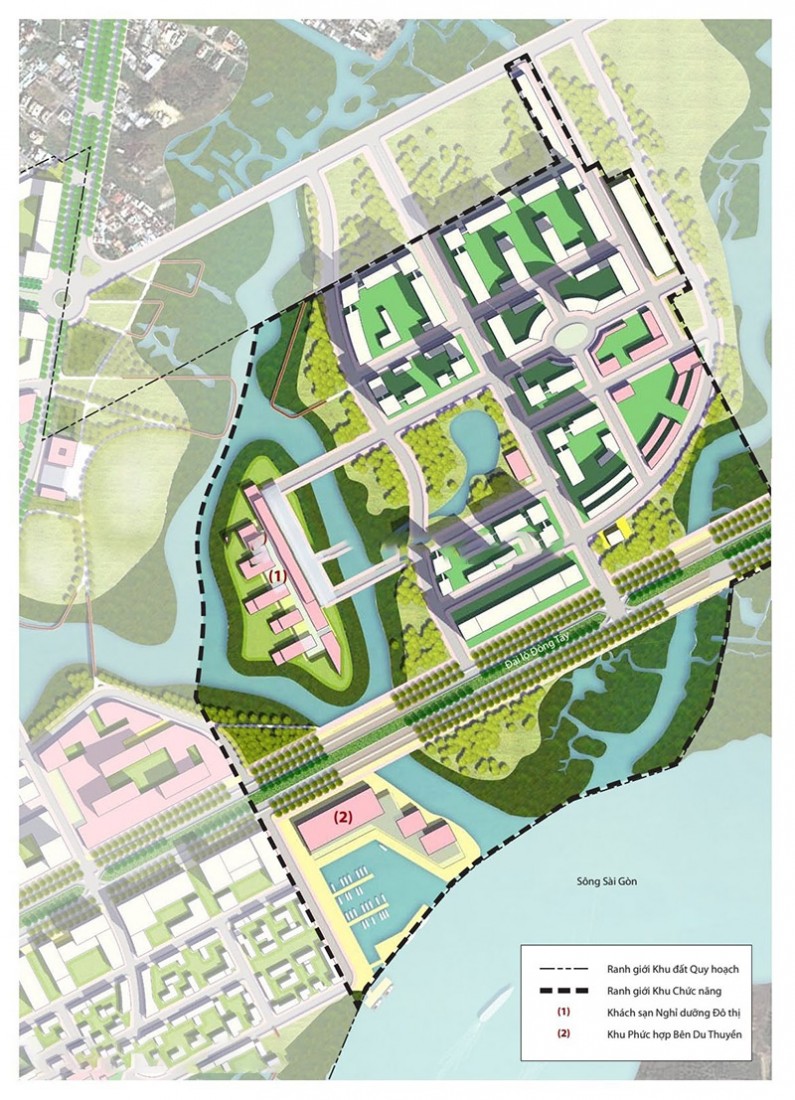 (1)
Đại lộ Đông Tây
(2)
Sông Sài Gòn
Ranh giới Khu đất Quy hoạch
Ranh giới Khu Chức năng
(1) Khách sạn Nghỉ dưỡng Đô thị
(2) Khu Phức hợp Bên Du Thuyền